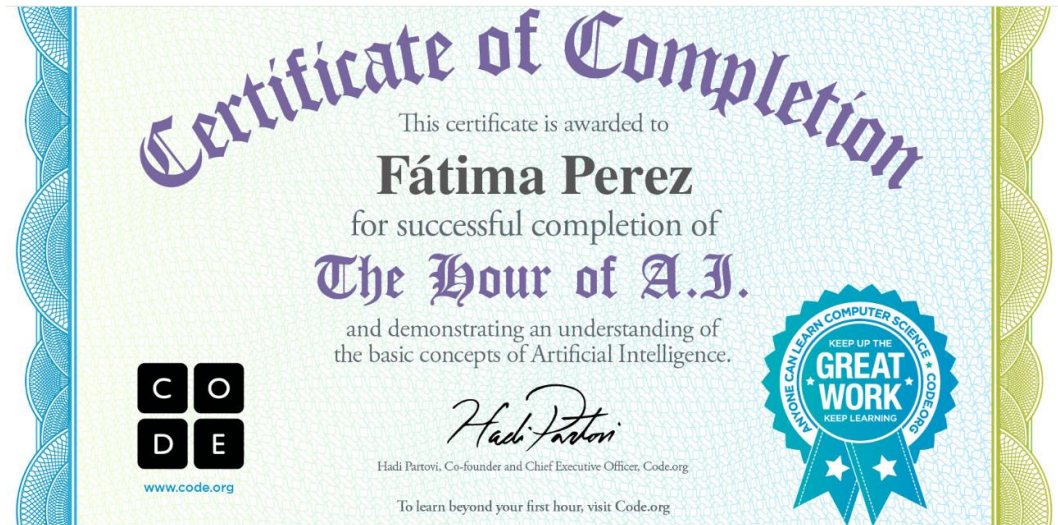 Certificate of Completion
This certificate is awarded to
Fátima Perez
for successful completion of
The Hour of A.I.
and demonstrating an understanding of
the basic concepts of Artificial Intelligence.
C O
D E
www.code.org
Hadi Partovi
Hadi Partovi, Co-founder and Chief Executive Officer, Code.org
To learn beyond your first hour, visit Code.org
ANYONE CAN LEARN COMPUTER SCIENCE * CODE.ORG
KEEP UP THE
GREAT
WORK
KEEP LEARNING